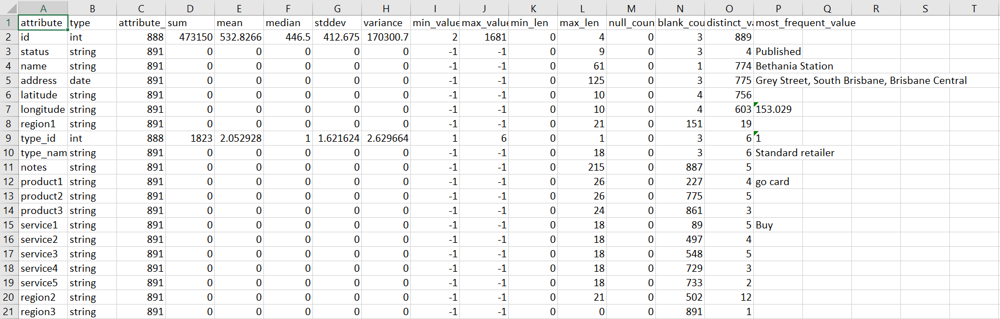 A B C D E F G H I J K L M N O P Q R S T
1 attribute type attribute_ sum mean median stddev variance min_value max_value min_len max_len null_coun blank_cou distinct_va most_frequent_value
2 id int 888 473150 532.8266 446.5 412.675 170300.7 2 1681 0 4 0 3 889
3 status string 891 0 0 0 0 0 -1 -1 0 9 0 3 4 Published
4 name string 891 0 0 0 0 0 -1 -1 0 61 0 1 774 Bethania Station
5 address date 891 0 0 0 0 0 -1 -1 0 125 0 3 775 Grey Street, South Brisbane, Brisbane Central
6 latitude string 891 0 0 0 0 0 -1 -1 0 10 0 4 756
7 longitude string 891 0 0 0 0 0 -1 -1 0 10 0 4 603 153.029
8 region1 string 891 0 0 0 0 0 -1 -1 0 21 0 151 19
9 type_id int 888 1823 2.052928 1 1.621624 2.629664 1 6 0 1 0 3 6 1
10 type_nam string 891 0 0 0 0 0 -1 -1 0 18 0 3 6 Standard retailer
11 notes string 891 0 0 0 0 0 -1 -1 0 215 0 887 5
12 product1 string 891 0 0 0 0 0 -1 -1 0 26 0 227 4 go card
13 product2 string 891 0 0 0 0 0 -1 -1 0 26 0 775 5
14 product3 string 891 0 0 0 0 0 -1 -1 0 24 0 861 3
15 service1 string 891 0 0 0 0 0 -1 -1 0 18 0 89 5 Buy
16 service2 string 891 0 0 0 0 0 -1 -1 0 18 0 497 4
17 service3 string 891 0 0 0 0 0 -1 -1 0 18 0 548 5
18 service4 string 891 0 0 0 0 0 -1 -1 0 18 0 729 3
19 service5 string 891 0 0 0 0 0 -1 -1 0 18 0 733 2
20 region2 string 891 0 0 0 0 0 -1 -1 0 21 0 502 12
21 region3 string 891 0 0 0 0 0 -1 -1 0 0 0 891 1